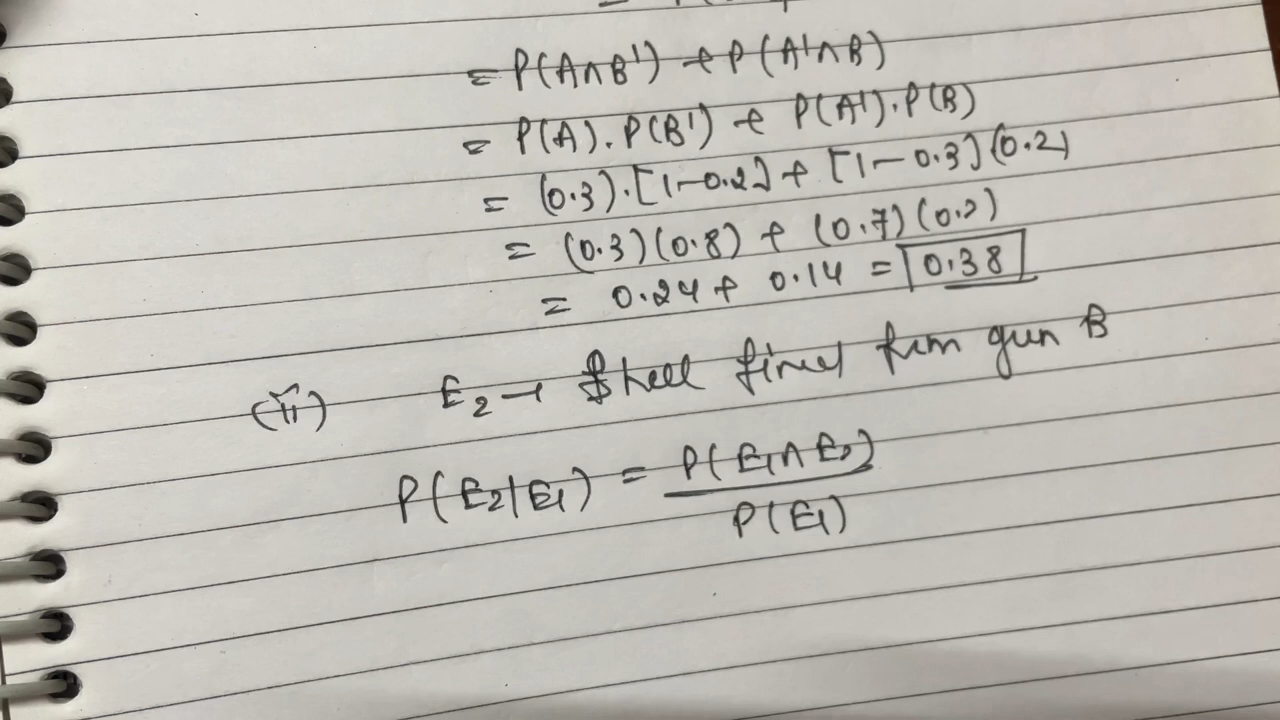 = P(A∩B') + P(A'∩B)
= P(A). P(B') + P(A'). P(B)
= (0.3).[1-0.2] + [1-0.3](0.2)
= (0.3)(0.8) + (0.7)(0.2)
= 0.24 + 0.14 = 0.38
(ii) E₂ → Shell fired from gun B
P(E₂|E₁) = P(E₁∩E₂)
P(E₁)